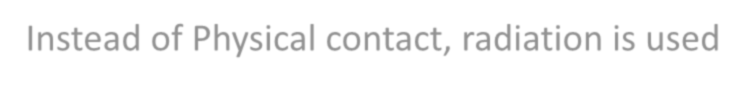 Instead of Physical contact, radiation is used